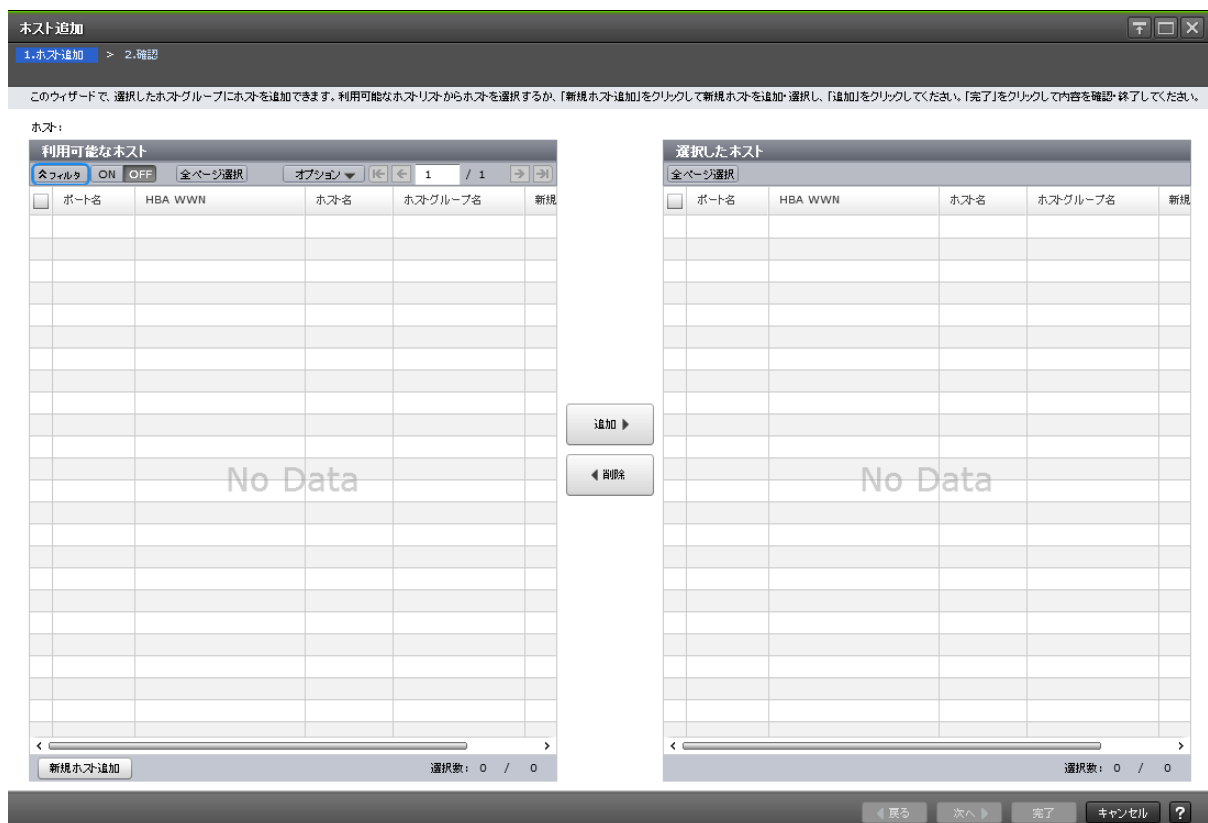 ホスト追加
1.ホスト追加 > 2.確認
このウィザードで、選択したホストグループにホストを追加できます。利用可能なホストリストからホストを選択するか、「新規ホスト追加」をクリックして新規ホストを追加・選択し、「追加」をクリックしてください。「完了」をクリックして内容を確認・終了してください。
ホスト:
利用可能なホスト
フィルタ ON OFF 全ページ選択 オプション 1 / 1
ポート名 HBA WWN ホスト名 ホストグループ名 新規
No Data
新規ホスト追加 選択数: 0 / 0
追加
削除
選択したホスト
全ページ選択
ポート名 HBA WWN ホスト名 ホストグループ名 新規
No Data
選択数: 0 / 0
戻る 次へ 完了 キャンセル ?